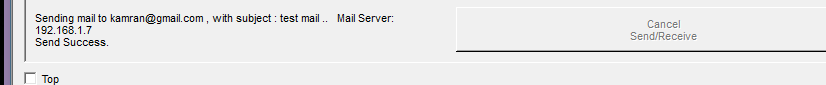 Sending mail to kamran@gmail.com , with subject : test mail .. Mail Server:
192.168.1.7
Send Success.
Cancel
Send/Receive
Top